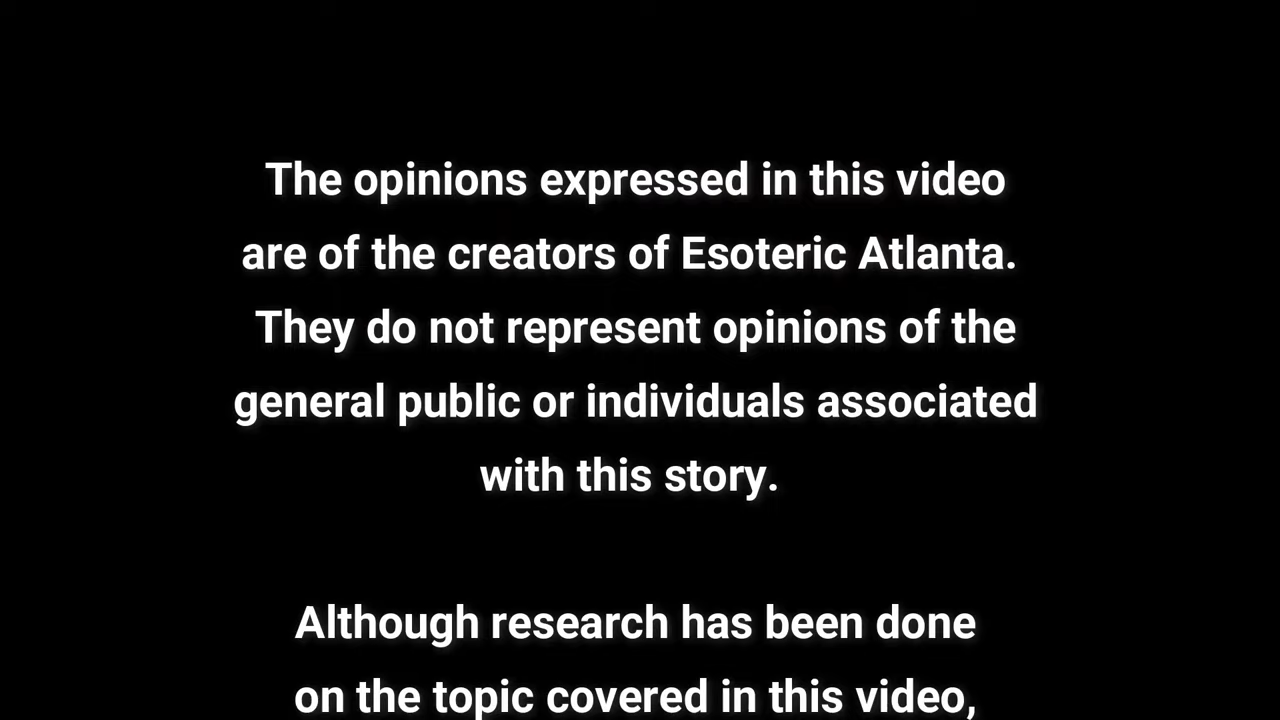 The opinions expressed in this video
are of the creators of Esoteric Atlanta.
They do not represent opinions of the
general public or individuals associated
with this story.
Although research has been done
on the topic covered in this video,